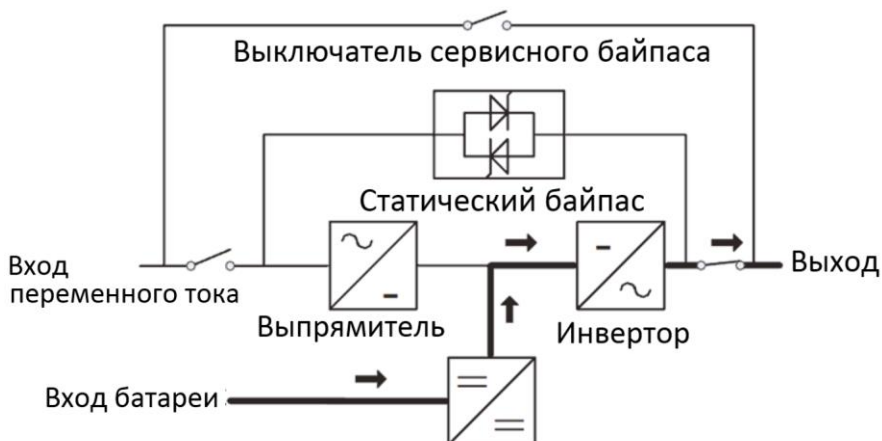 Выключатель сервисного байпаса
Статический байпас
Вход
переменного тока
Выпрямитель
Инвертор
Выход
Вход батареи